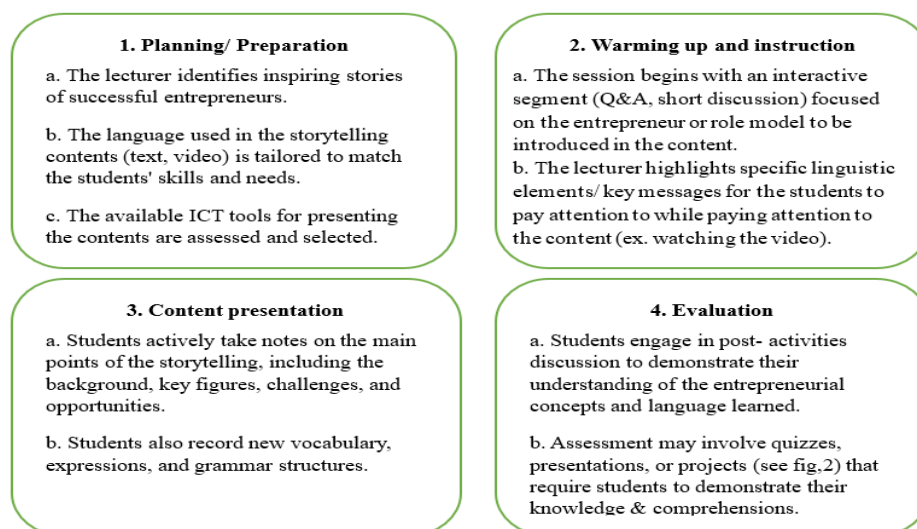 1. Planning/ Preparation
a. The lecturer identifies inspiring stories
of successful entrepreneurs.
b. The language used in the storytelling
contents (text, video) is tailored to match
the students' skills and needs.
c. The available ICT tools for presenting
the contents are assessed and selected.
2. Warming up and instruction
a. The session begins with an interactive
segment (Q&A, short discussion) focused
on the entrepreneur or role model to be
introduced in the content.
b. The lecturer highlights specific linguistic
elements/ key messages for the students to
pay attention to while paying attention to
the content (ex. watching the video).
3. Content presentation
a. Students actively take notes on the main
points of the storytelling, including the
background, key figures, challenges, and
opportunities.
b. Students also record new vocabulary,
expressions, and grammar structures.
4. Evaluation
a. Students engage in post- activities
discussion to demonstrate their
understanding of the entrepreneurial
concepts and language learned.
b. Assessment may involve quizzes,
presentations, or projects (see fig,2) that
require students to demonstrate their
knowledge & comprehensions.